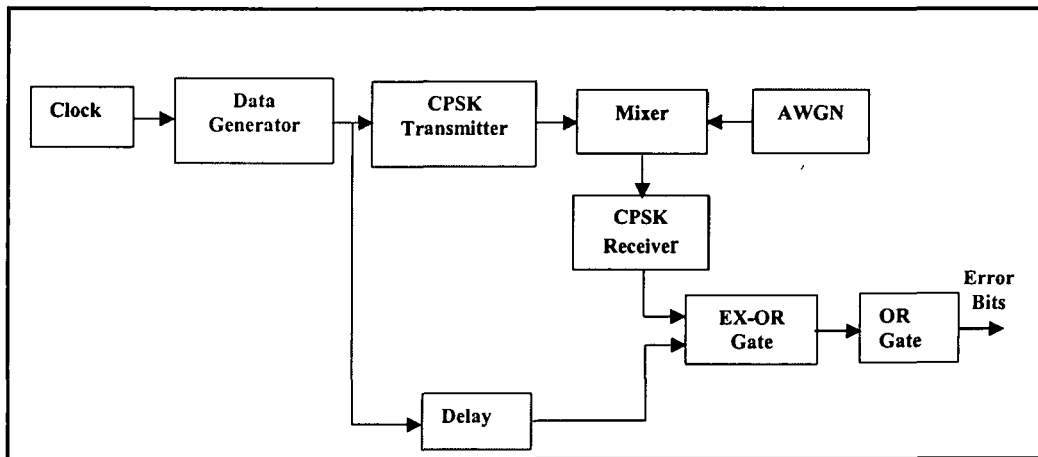 Clock
Data
Generator
CPSK
Transmitter
Mixer
AWGN
CPSK
Receiver
EX-OR
Gate
OR
Gate
Error
Bits
Delay